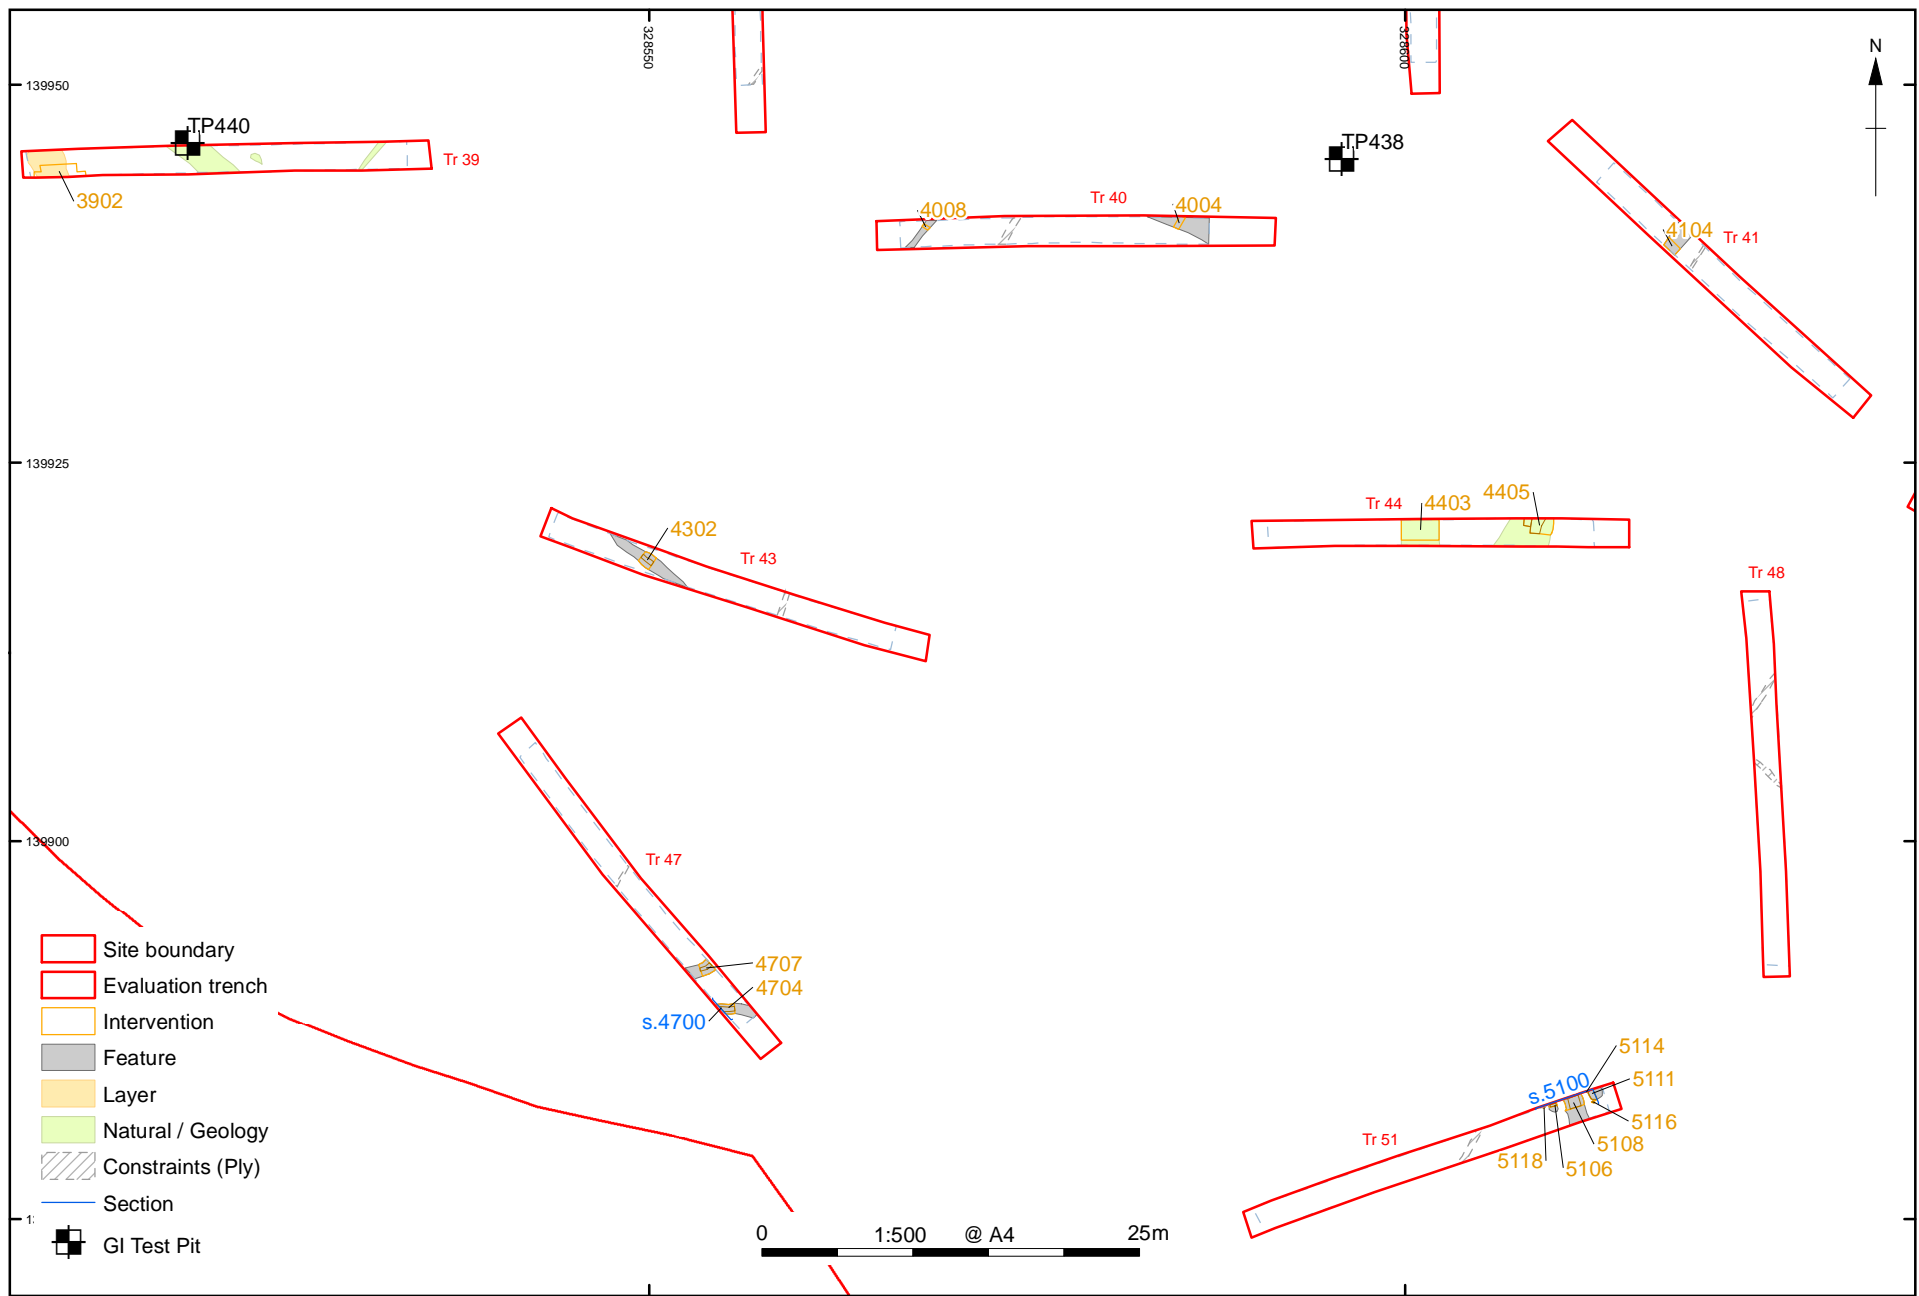 328550
328600
N
139950
TP440
TP438
Tr 39
3902
Tr 40
4008
4004
4104
Tr 41
139925
Tr 44
4403
4405
4302
Tr 43
Tr 48
139900
Tr 47
4707
4704
s.4700
Site boundary
Evaluation trench
Intervention
Feature
Layer
Natural / Geology
Constraints (Ply)
Section
GI Test Pit
5114
s.5100
5111
5116
5108
5118
5106
Tr 51
0
1:500
@ A4
25m